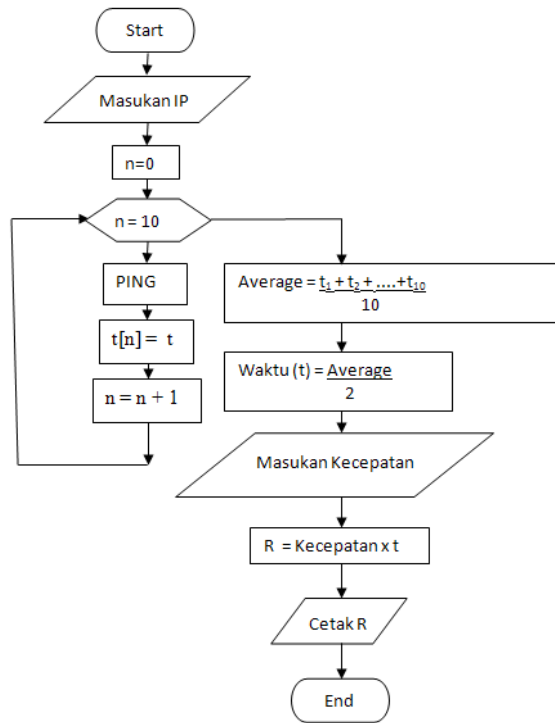 Start
Masukan IP
n=0
n = 10
PING
t[n] = t
n = n + 1
Average = t₁ + t₂ + ....+t₁₀
10
Waktu (t) = Average
2
Masukan Kecepatan
R = Kecepatan x t
Cetak R
End